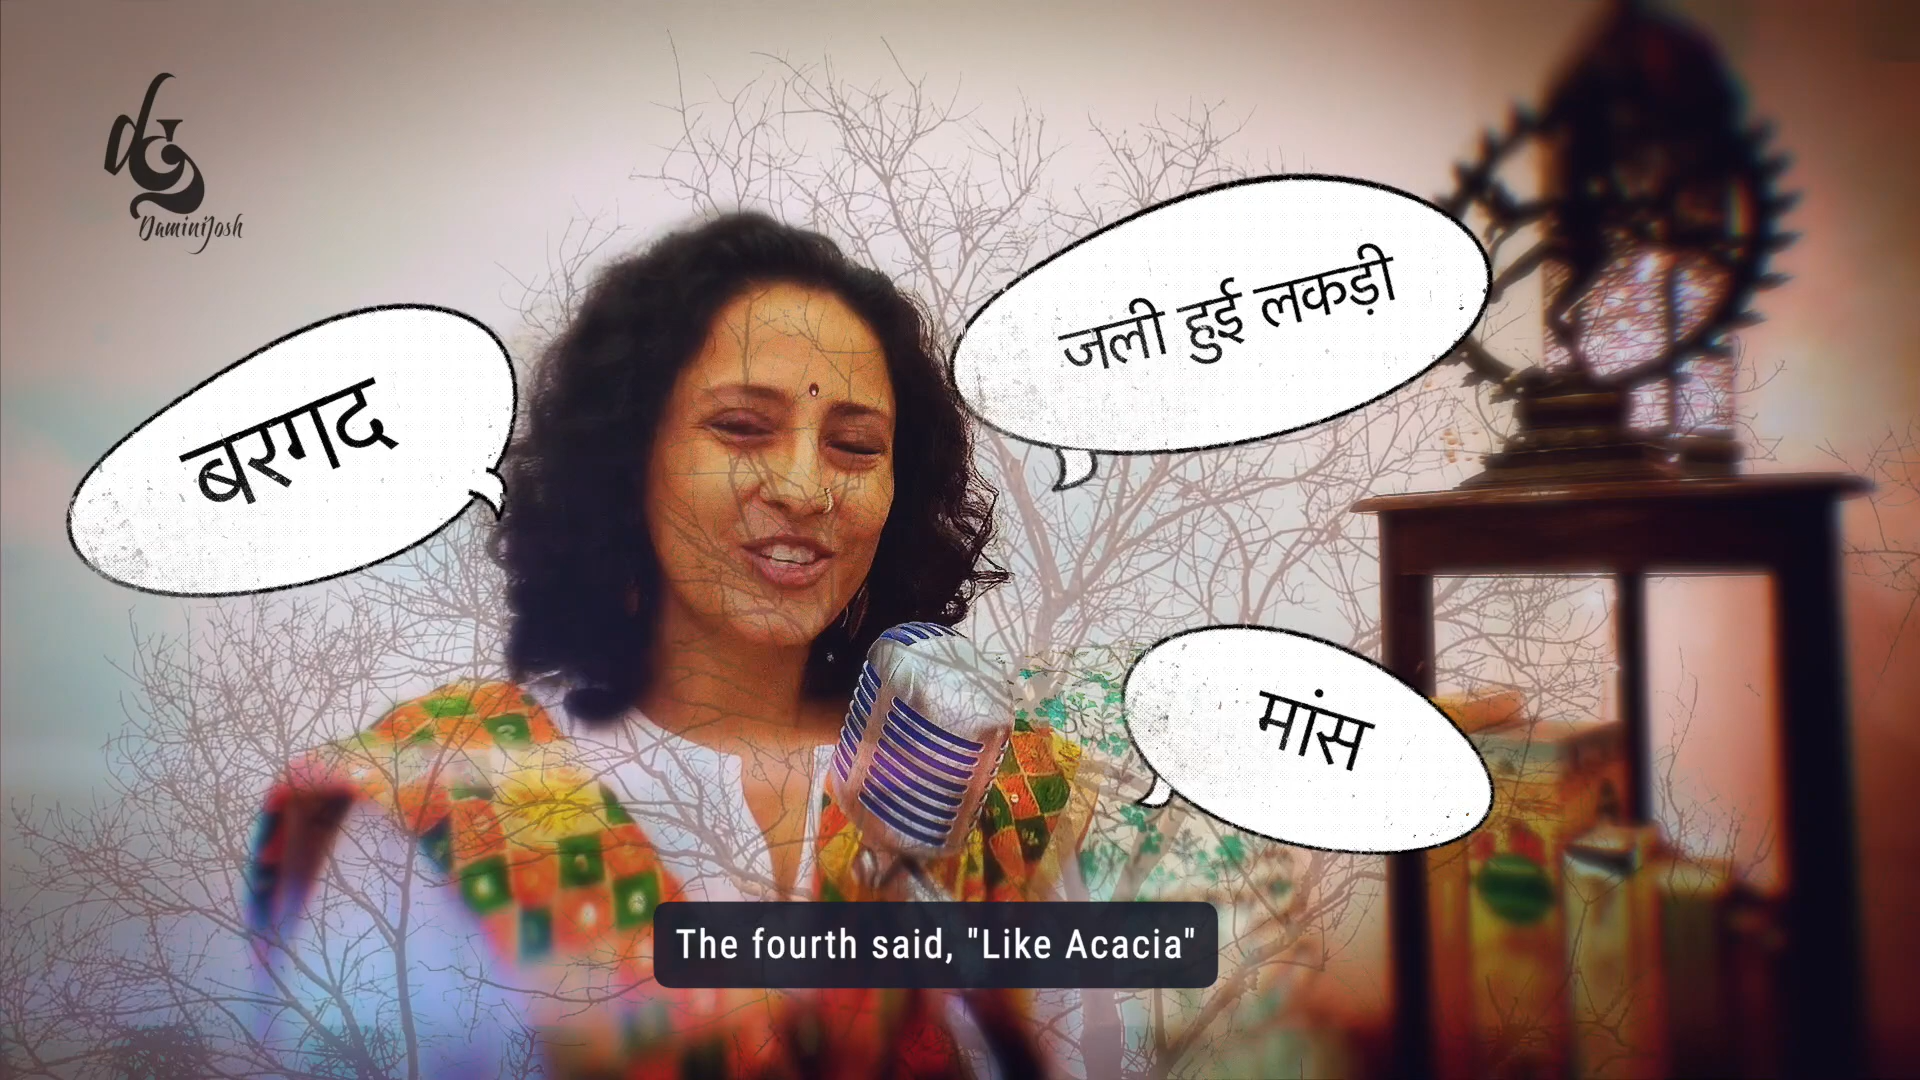 DaminiJosh
बरगद
जली हुई लकड़ी
मांस
The fourth said, "Like Acacia"